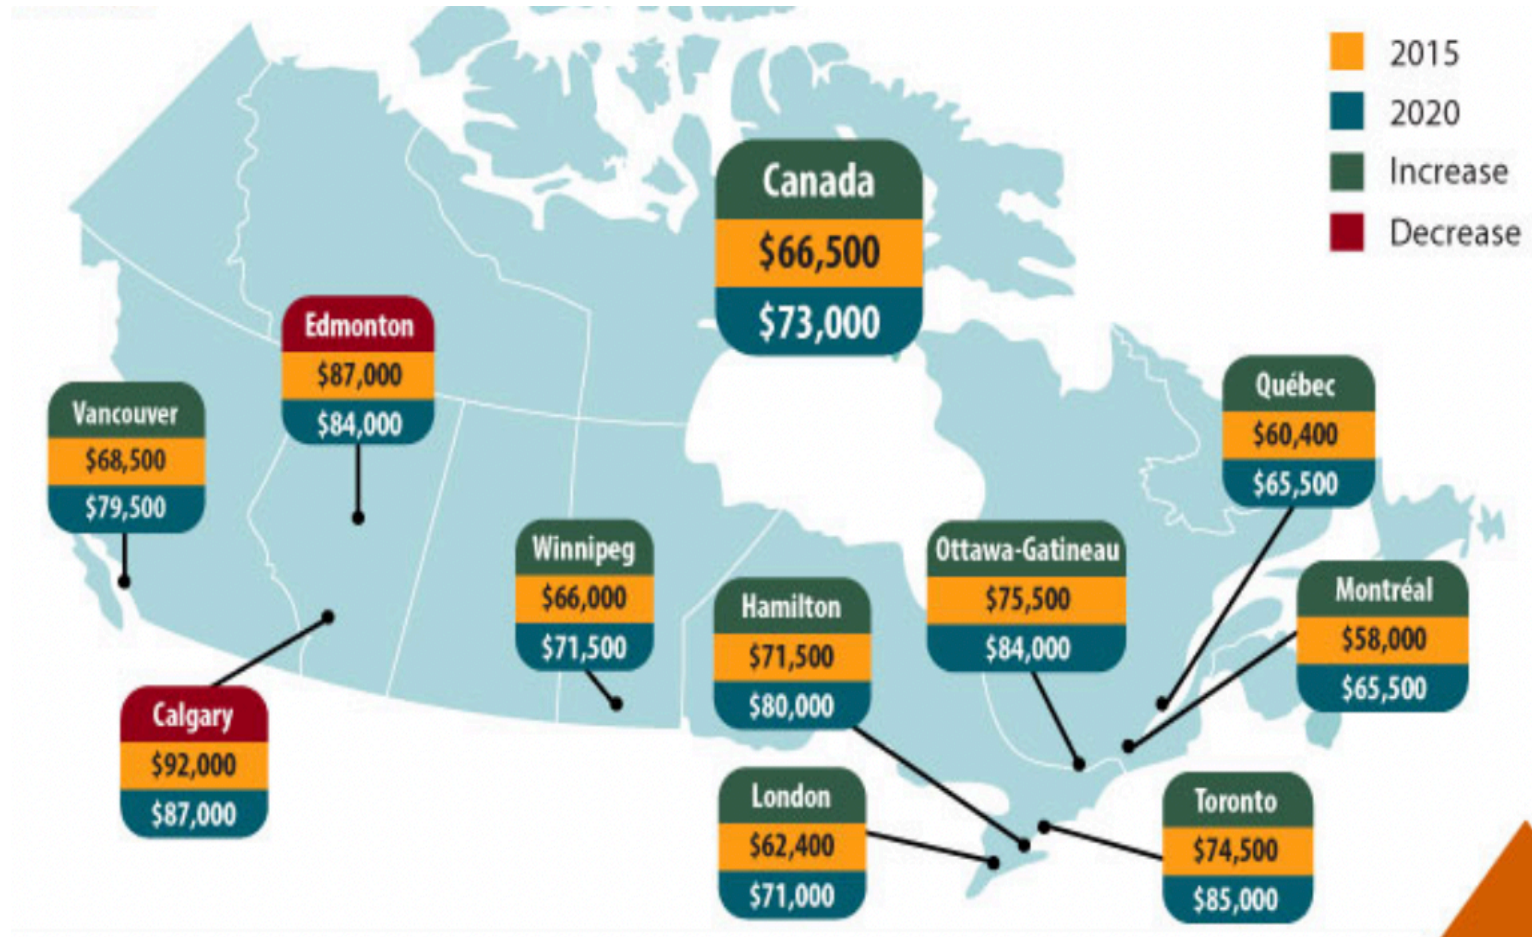 2015
2020
Increase
Decrease
Canada
$66,500
$73,000
Edmonton
$87,000
$84,000
Vancouver
$68,500
$79,500
Québec
$60,400
$65,500
Winnipeg
$66,000
$71,500
Ottawa-Gatineau
$75,500
$84,000
Hamilton
$71,500
$80,000
Montréal
$58,000
$65,500
Calgary
$92,000
$87,000
London
$62,400
$71,000
Toronto
$74,500
$85,000